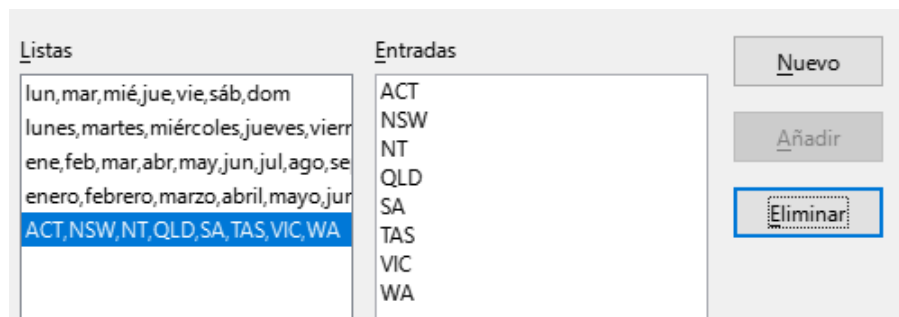 Listas
lun,mar,mié,jue,vie,sáb,dom
lunes,martes,miércoles,jueves,vierr
ene,feb,mar,abr,may,jun,jul,ago,se
enero,febrero,marzo,abril,mayo,jur
ACT,NSW,NT,QLD,SA,TAS,VIC,WA
Entradas
ACT
NSW
NT
QLD
SA
TAS
VIC
WA
Nuevo
Añadir
Eliminar